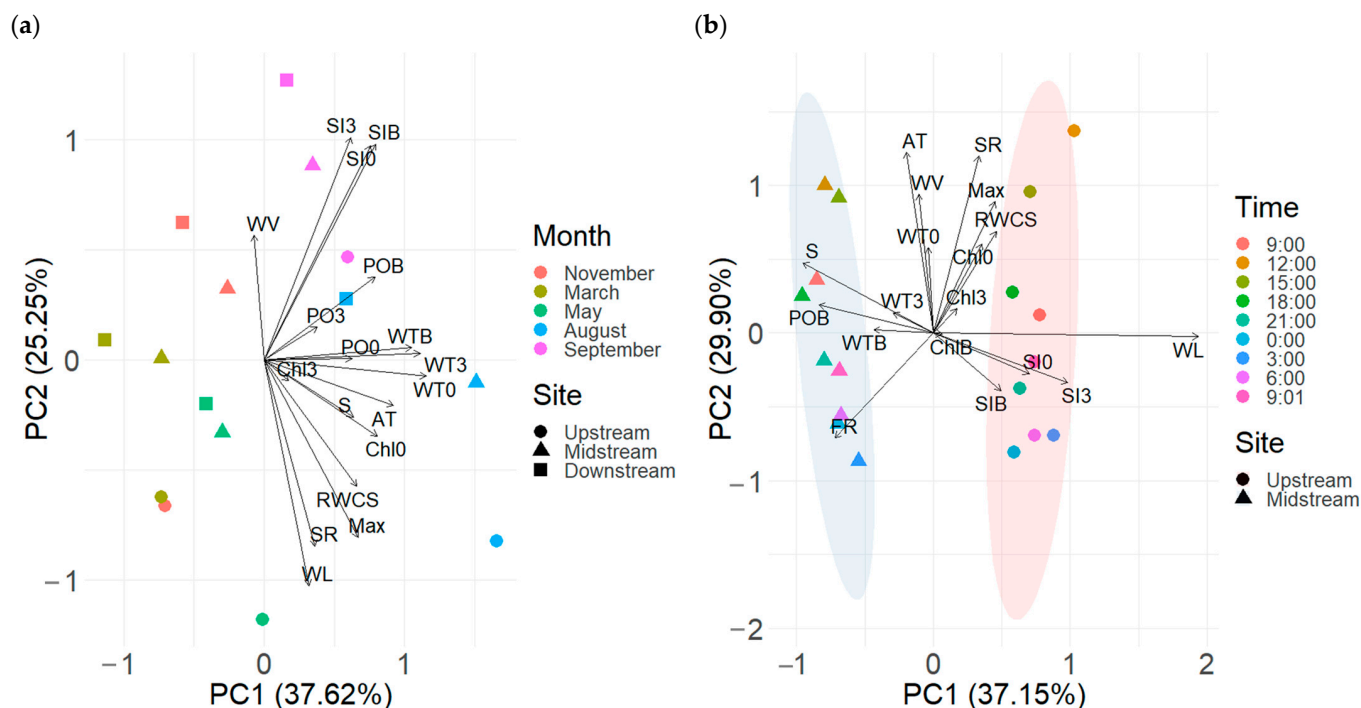 (a)
PC2 (25.25%)
1
0
−1
−1
0
1
PC1 (37.62%)
SI3
SIB
SI0
WV
POB
PO3
WTB
PO0
WT3
Chl3
WT0
S
AT
Chl0
RWCS
Max
SR
WL
Month
November
March
May
August
September
Site
Upstream
Midstream
Downstream
(b)
PC2 (29.90%)
1
0
−1
−2
−1
0
1
2
PC1 (37.15%)
AT
SR
WV
Max
RWCS
WT0
Chl0
S
WT3
Chl3
POB
WTB
ChlB
WL
SI0
SIB
SI3
FR
Time
9:00
12:00
15:00
18:00
21:00
0:00
3:00
6:00
9:01
Site
Upstream
Midstream